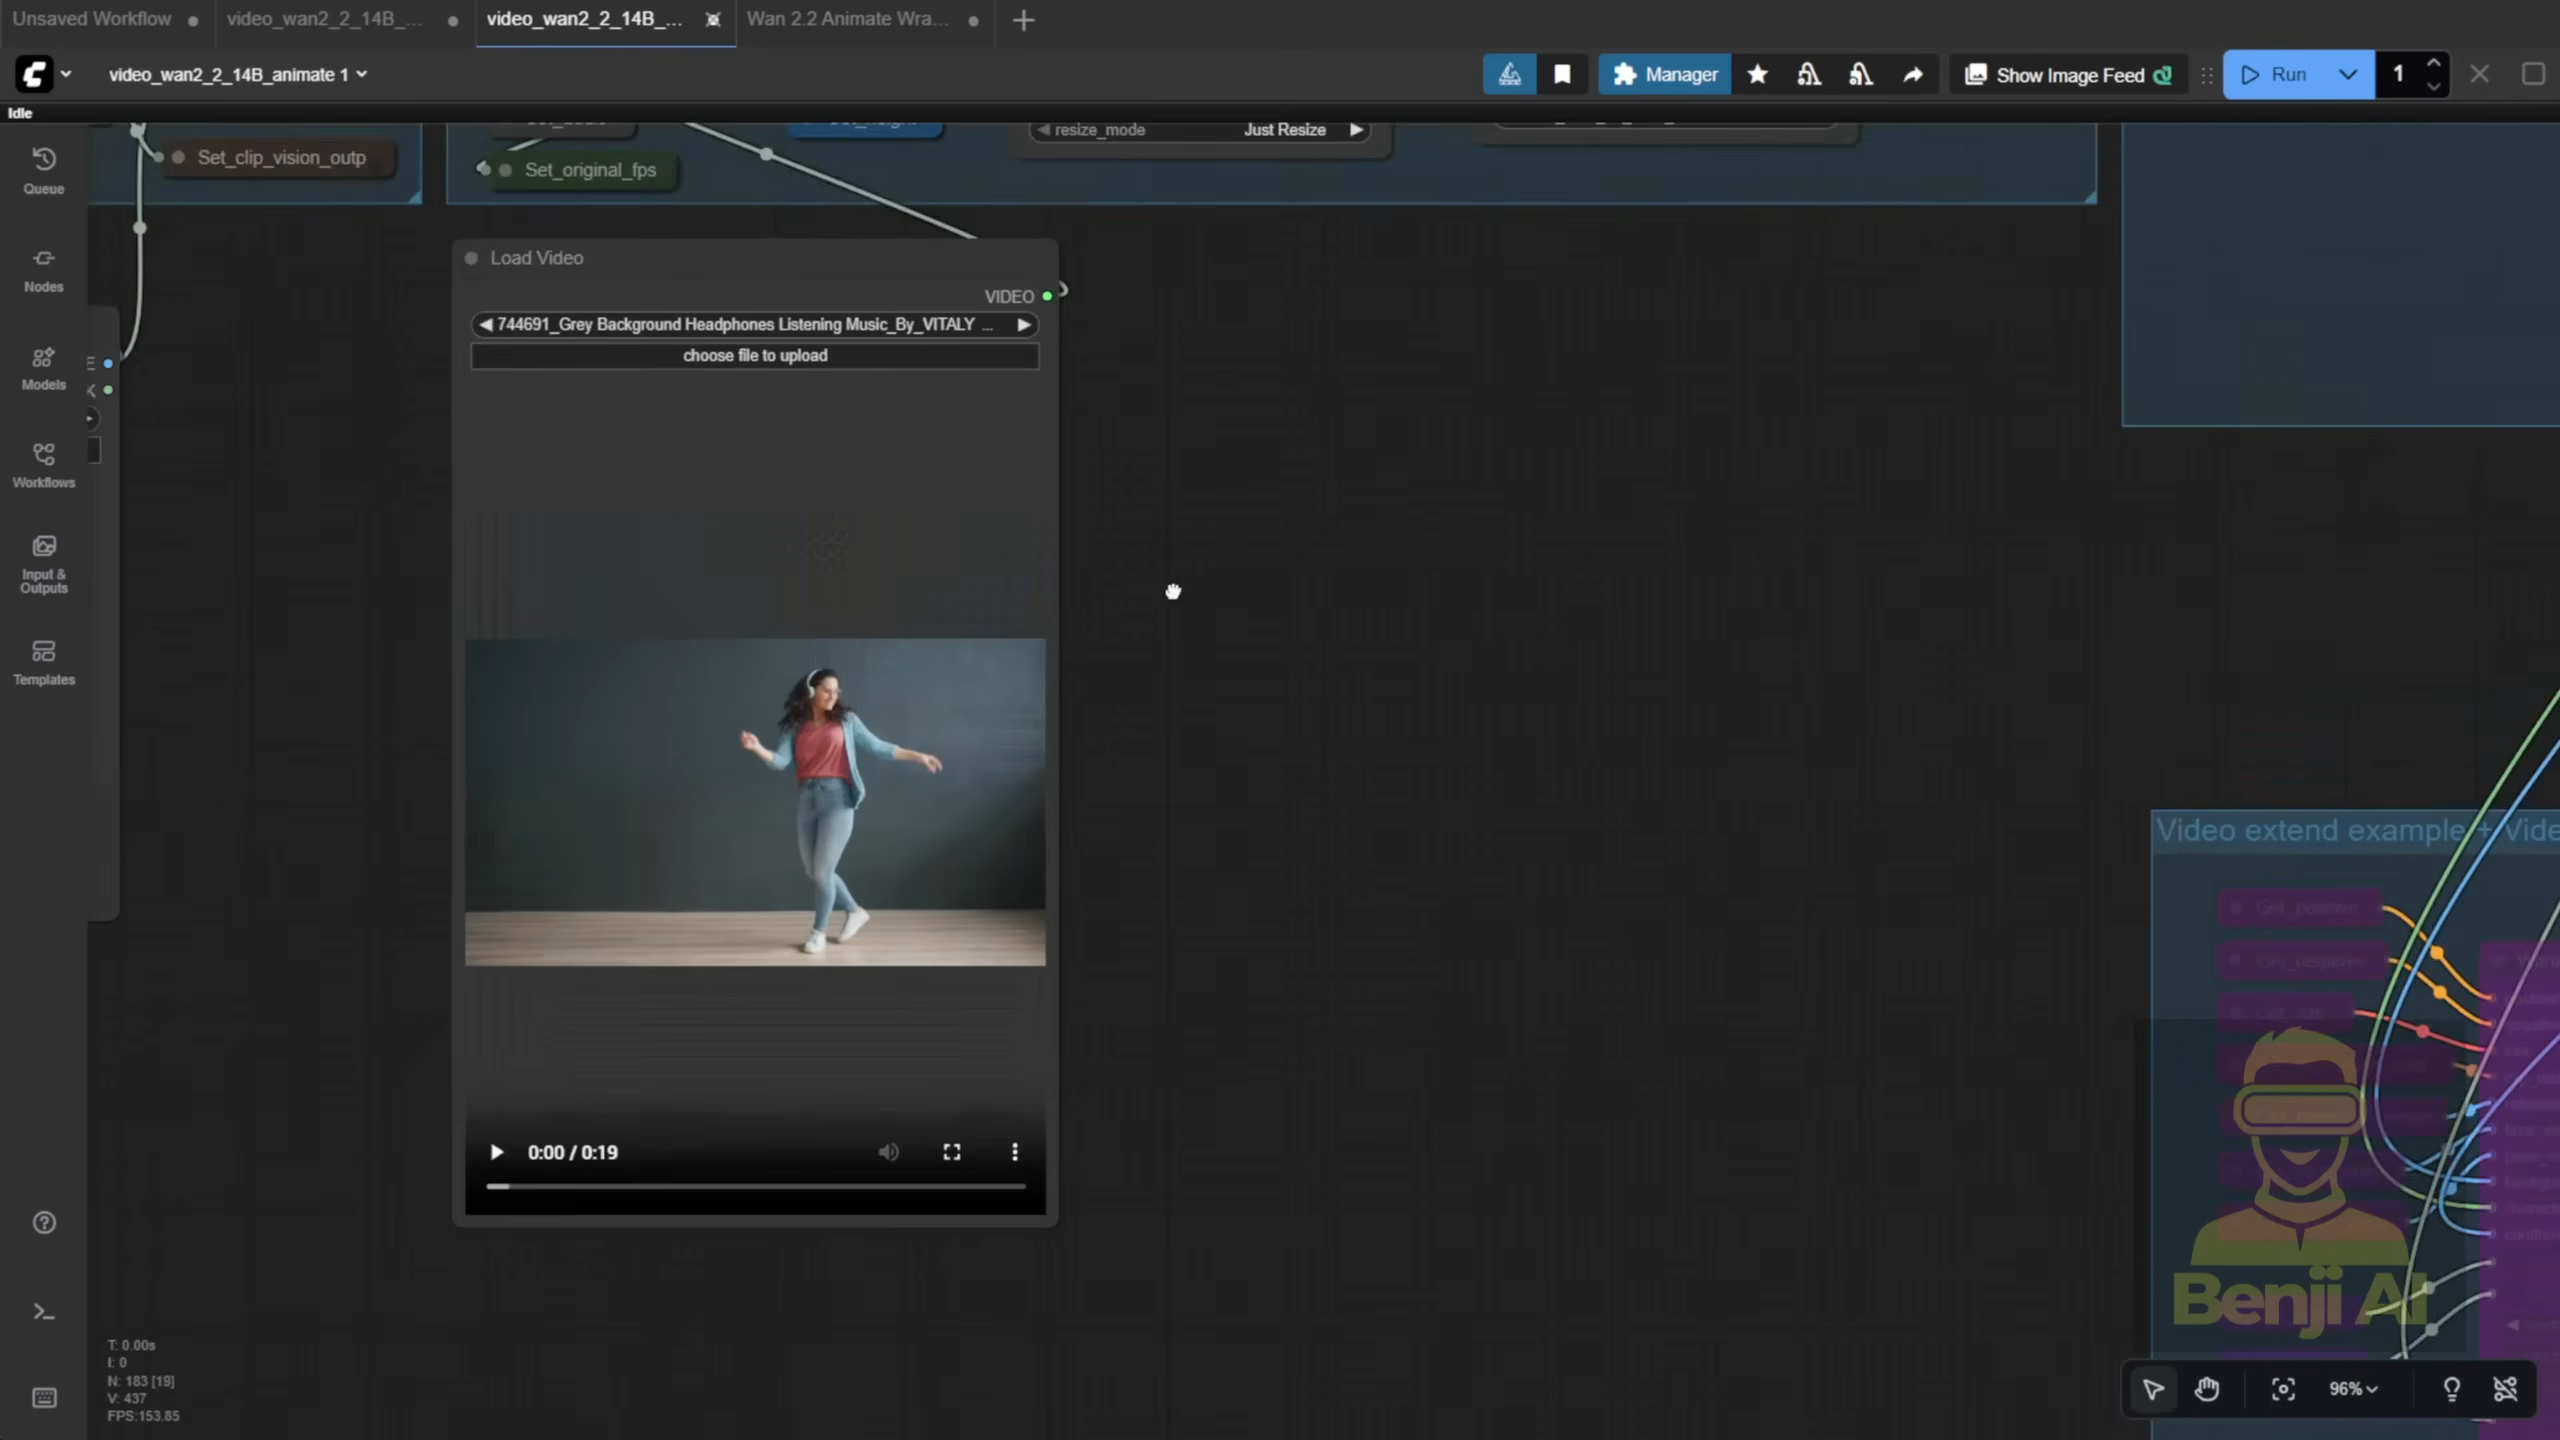 Unsaved Workflow
video_wan2_2_14B_...
video_wan2_2_14B_...
Wan 2.2 Animate Wra...
video_wan2_2_14B_animate 1
Manager
Show Image Feed
Run
1
Idle
Queue
Nodes
Models
Workflows
Input &
Outputs
Templates
Set_clip_vision_outp
Set_original_fps
resize_mode
Just Resize
Load Video
VIDEO
744691_Grey Background Headphones Listening Music_By_VITALY ...
choose file to upload
E
K
0:00 / 0:19
Video extend example + Vide
Get_positive
Benji AI
T: 0.00s
I: 0
N: 183 [19]
V: 437
FPS:153.85
96%